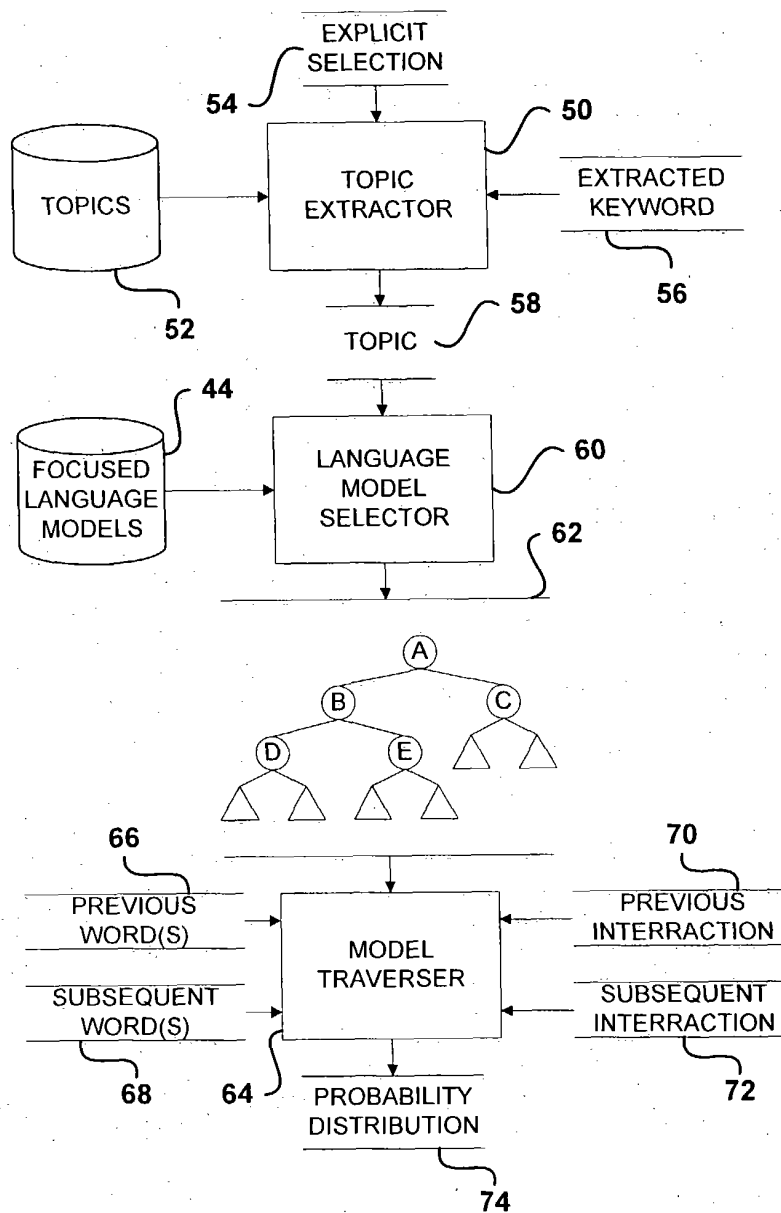 EXPLICIT
SELECTION
54
50
TOPICS
TOPIC
EXTRACTOR
EXTRACTED
KEYWORD
52
56
58
TOPIC
44
FOCUSED
LANGUAGE
MODELS
LANGUAGE
MODEL
SELECTOR
60
62
A
B
C
D
E
66
70
PREVIOUS
WORD(S)
MODEL
TRAVERSER
PREVIOUS
INTERRACTION
SUBSEQUENT
WORD(S)
SUBSEQUENT
INTERRACTION
68
64
72
PROBABILITY
DISTRIBUTION
74